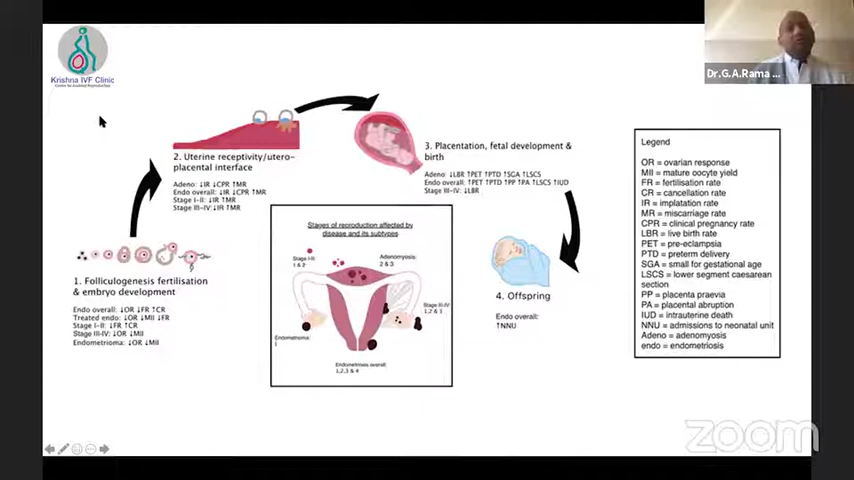 Krishna IVF Clinic
Dr.G.A.Rama ...
2. Uterine receptivity/utero-
placental interface
Adeno: ↓IR ↓CPR ↑MR
Endo overall: ↓IR ↓CPR ↑MR
Stage I-II: ↓IR ↑MR
Stage III-IV: ↓IR ↑MR
3. Placentation, fetal development &
birth
Adeno: ↓LBR ↑PET ↑PTD ↑SGA ↑LSCS
Endo overall: ↑PET ↑PTD ↑PP ↑PA ↑LSCS ↑IUD
Stage III-IV: ↓LBR
1. Folliculogenesis fertilisation
& embryo development
Endo overall: ↓OR ↓FR ↑CR
Treated endo: ↓OR ↓MII ↓FR
Stage I-II: ↓FR ↑CR
Stage III-IV: ↓OR ↓MII
Endometrioma: ↓OR ↓MII
Stages of reproduction affected by
disease and its subtypes
Stage I-II:
1 & 2
Adenomyosis:
2 & 3
Stage III-IV:
1,2 & 3
Endometrioma:
1
Endometriosis overall:
1,2,3 & 4
4. Offspring
Endo overall:
↑NNU
Legend
OR = ovarian response
MII = mature oocyte yield
FR = fertilisation rate
CR = cancellation rate
IR = implatation rate
MR = miscarriage rate
CPR = clinical pregnancy rate
LBR = live birth rate
PET = pre-eclampsia
PTD = preterm delivery
SGA = small for gestational age
LSCS = lower segment caesarean
section
PP = placenta praevia
PA = placental abruption
IUD = intrauterine death
NNU = admissions to neonatal unit
Adeno = adenomyosis
endo = endometriosis
zoom